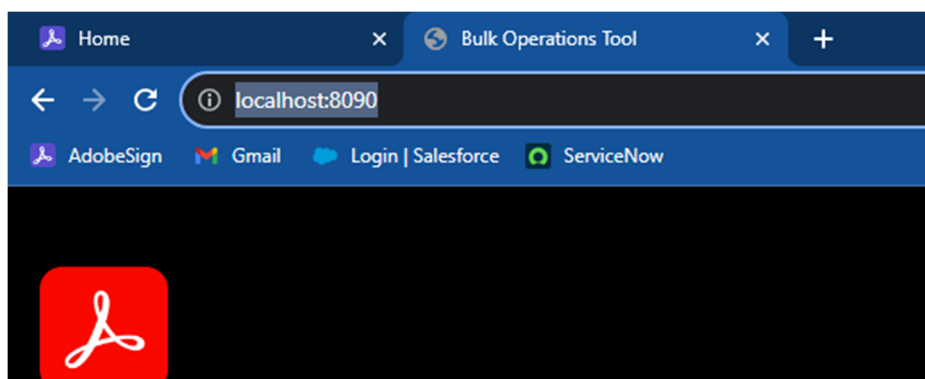 Home Bulk Operations Tool
localhost:8090
AdobeSign Gmail Login | Salesforce ServiceNow